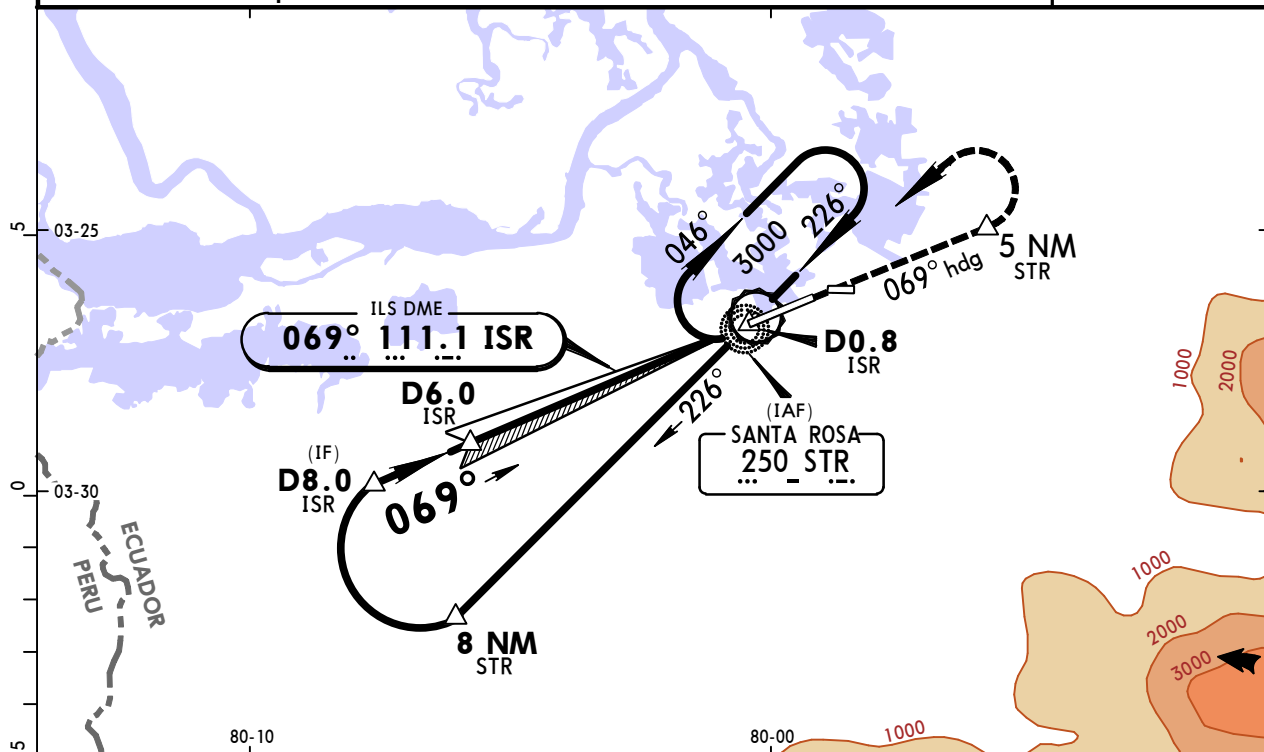 5
03-25
046°
3000
226°
069° hdg
5 NM
STR
ILS DME
069° 111.1 ISR
D0.8
ISR
D6.0
ISR
226°
(IAF)
SANTA ROSA
250 STR
(IF)
D8.0
ISR
069°
0
03-30
ECUADOR
PERU
8 NM
STR
1000
2000
1000
2000
3000
1000
5
80-10
80-00